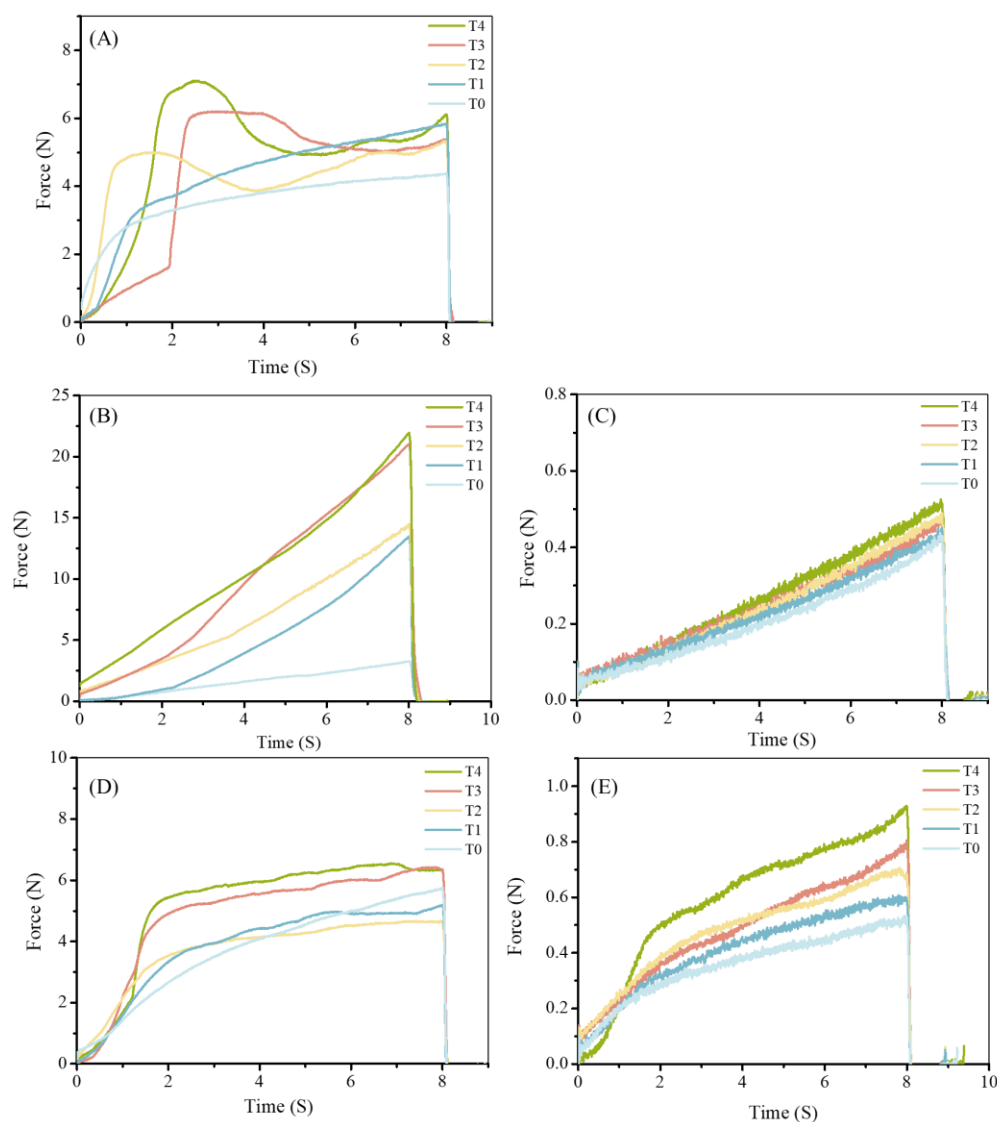 (A)
T4
T3
T2
T1
T0
8
6
4
2
0
Force (N)
0 2 4 6 8
Time (S)
(B)
T4
T3
T2
T1
T0
25
20
15
10
5
0
Force (N)
0 2 4 6 8 10
Time (S)
(C)
T4
T3
T2
T1
T0
0.8
0.6
0.4
0.2
0.0
Force (N)
0 2 4 6 8
Time (S)
(D)
T4
T3
T2
T1
T0
10
8
6
4
2
0
Force (N)
0 2 4 6 8
Time (S)
(E)
T4
T3
T2
T1
T0
1.0
0.8
0.6
0.4
0.2
0.0
Force (N)
0 2 4 6 8 10
Time (S)